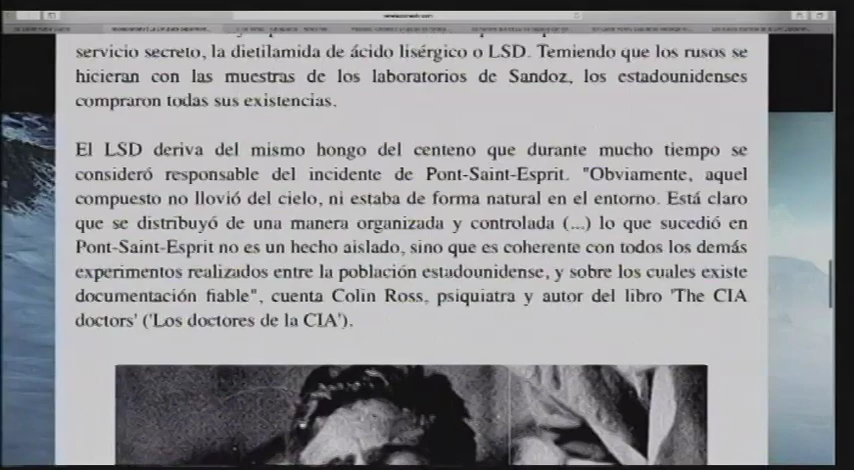 servicio secreto, la dietilamida de ácido lisérgico o LSD. Temiendo que los rusos se
hicieran con las muestras de los laboratorios de Sandoz, los estadounidenses
compraron todas sus existencias.
El LSD deriva del mismo hongo del centeno que durante mucho tiempo se
consideró responsable del incidente de Pont-Saint-Esprit. "Obviamente, aquel
compuesto no llovió del cielo, ni estaba de forma natural en el entorno. Está claro
que se distribuyó de una manera organizada y controlada (...) lo que sucedió en
Pont-Saint-Esprit no es un hecho aislado, sino que es coherente con todos los demás
experimentos realizados entre la población estadounidense, y sobre los cuales existe
documentación fiable", cuenta Colin Ross, psiquiatra y autor del libro 'The CIA
doctors' ('Los doctores de la CIA').